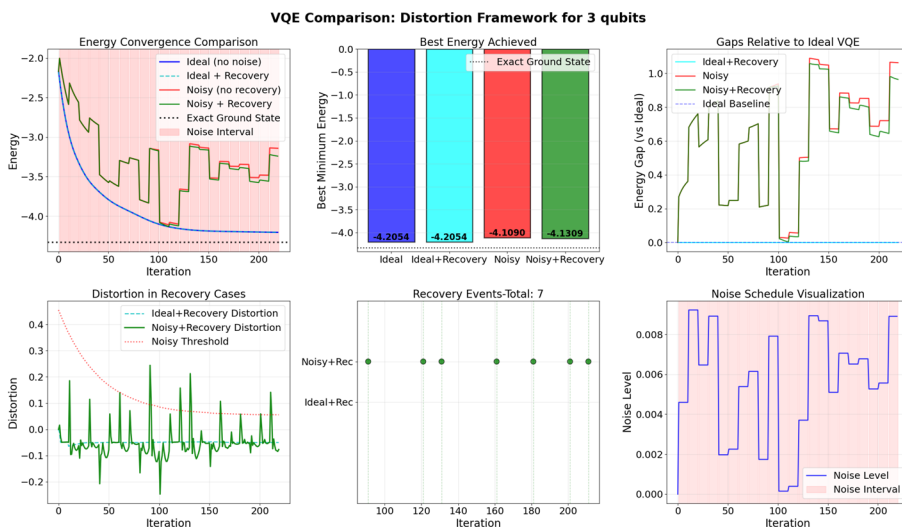 VQE Comparison: Distortion Framework for 3 qubits
Energy Convergence Comparison
Ideal (no noise)
Ideal + Recovery
Noisy (no recovery)
Noisy + Recovery
Exact Ground State
Noise Interval
−2.0
−2.5
−3.0
−3.5
−4.0
Energy
0
50
100
150
200
Iteration
Best Energy Achieved
Exact Ground State
0.0
−0.5
−1.0
−1.5
−2.0
−2.5
−3.0
−3.5
−4.0
Best Minimum Energy
-4.2054
-4.2054
-4.1090
-4.1309
Ideal
Ideal+Recovery
Noisy
Noisy+Recovery
Gaps Relative to Ideal VQE
Ideal+Recovery
Noisy
Noisy+Recovery
Ideal Baseline
1.0
0.8
0.6
0.4
0.2
0.0
Energy Gap (vs Ideal)
0
50
100
150
200
Iteration
Distortion in Recovery Cases
Ideal+Recovery Distortion
Noisy+Recovery Distortion
Noisy Threshold
0.4
0.3
0.2
0.1
0.0
−0.1
−0.2
Distortion
0
50
100
150
200
Iteration
Recovery Events-Total: 7
Noisy+Rec
Ideal+Rec
100
120
140
160
180
200
Iteration
Noise Schedule Visualization
0.008
0.006
0.004
0.002
0.000
Noise Level
Noise Level
Noise Interval
0
50
100
150
200
Iteration